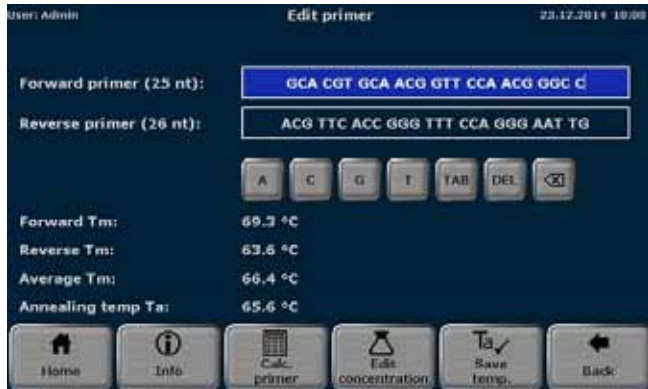 User: Admin Edit primer 23.12.2014 10:00
Forward primer (25 nt): GCA CGT GCA ACG GTT CCA ACG GGC C
Reverse primer (26 nt): ACG TTC ACC GGG TTT CCA GGG AAT TG
A C G T TAB DEL
Forward Tm: 69.3 °C
Reverse Tm: 63.6 °C
Average Tm: 66.4 °C
Annealing temp Ta: 65.6 °C
Ta
Home Info Calc. primer Edit concentration Save temp. Back